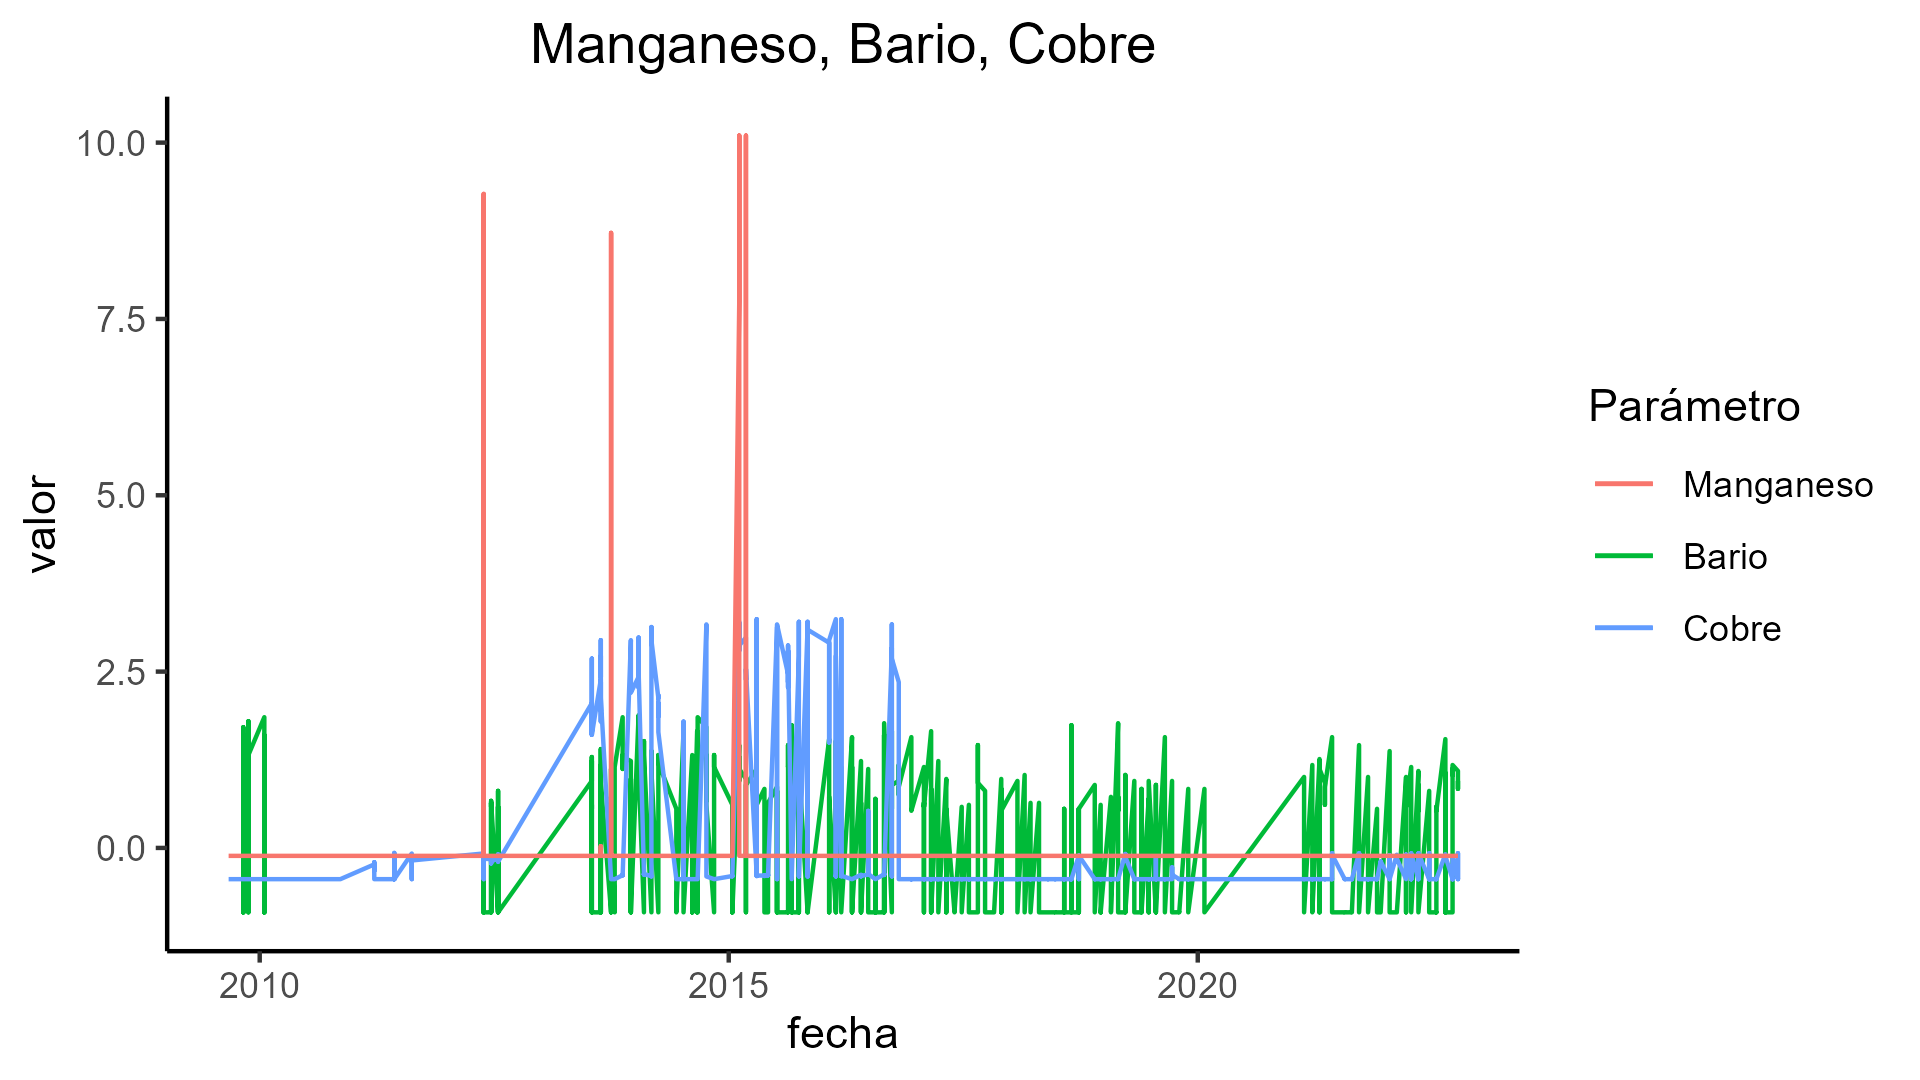 Manganeso, Bario, Cobre
10.0
7.5
5.0
2.5
0.0
valor
2010
2015
2020
fecha
Parámetro
Manganeso
Bario
Cobre